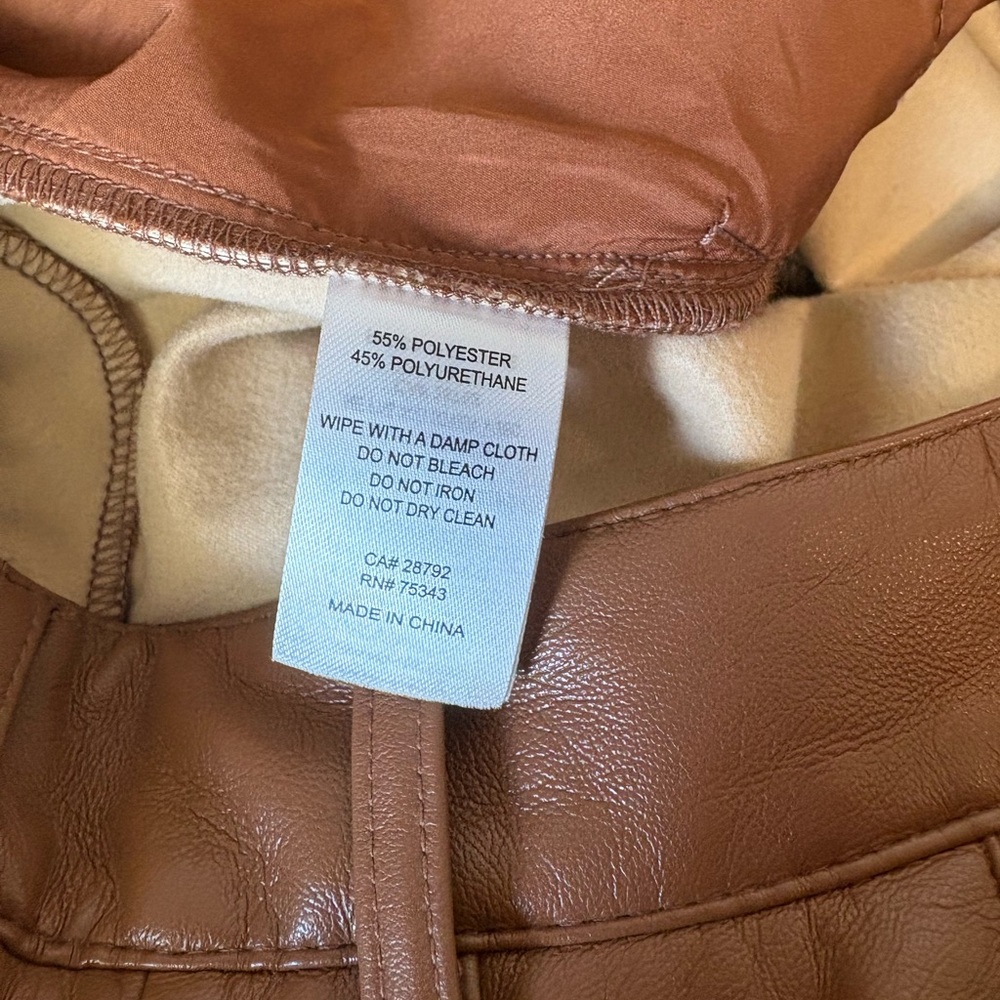 55% POLYESTER
45% POLYURETHANE
WIPE WITH A DAMP CLOTH
DO NOT BLEACH
DO NOT IRON
DO NOT DRY CLEAN
CA# 28792
RN# 75343
MADE IN CHINA